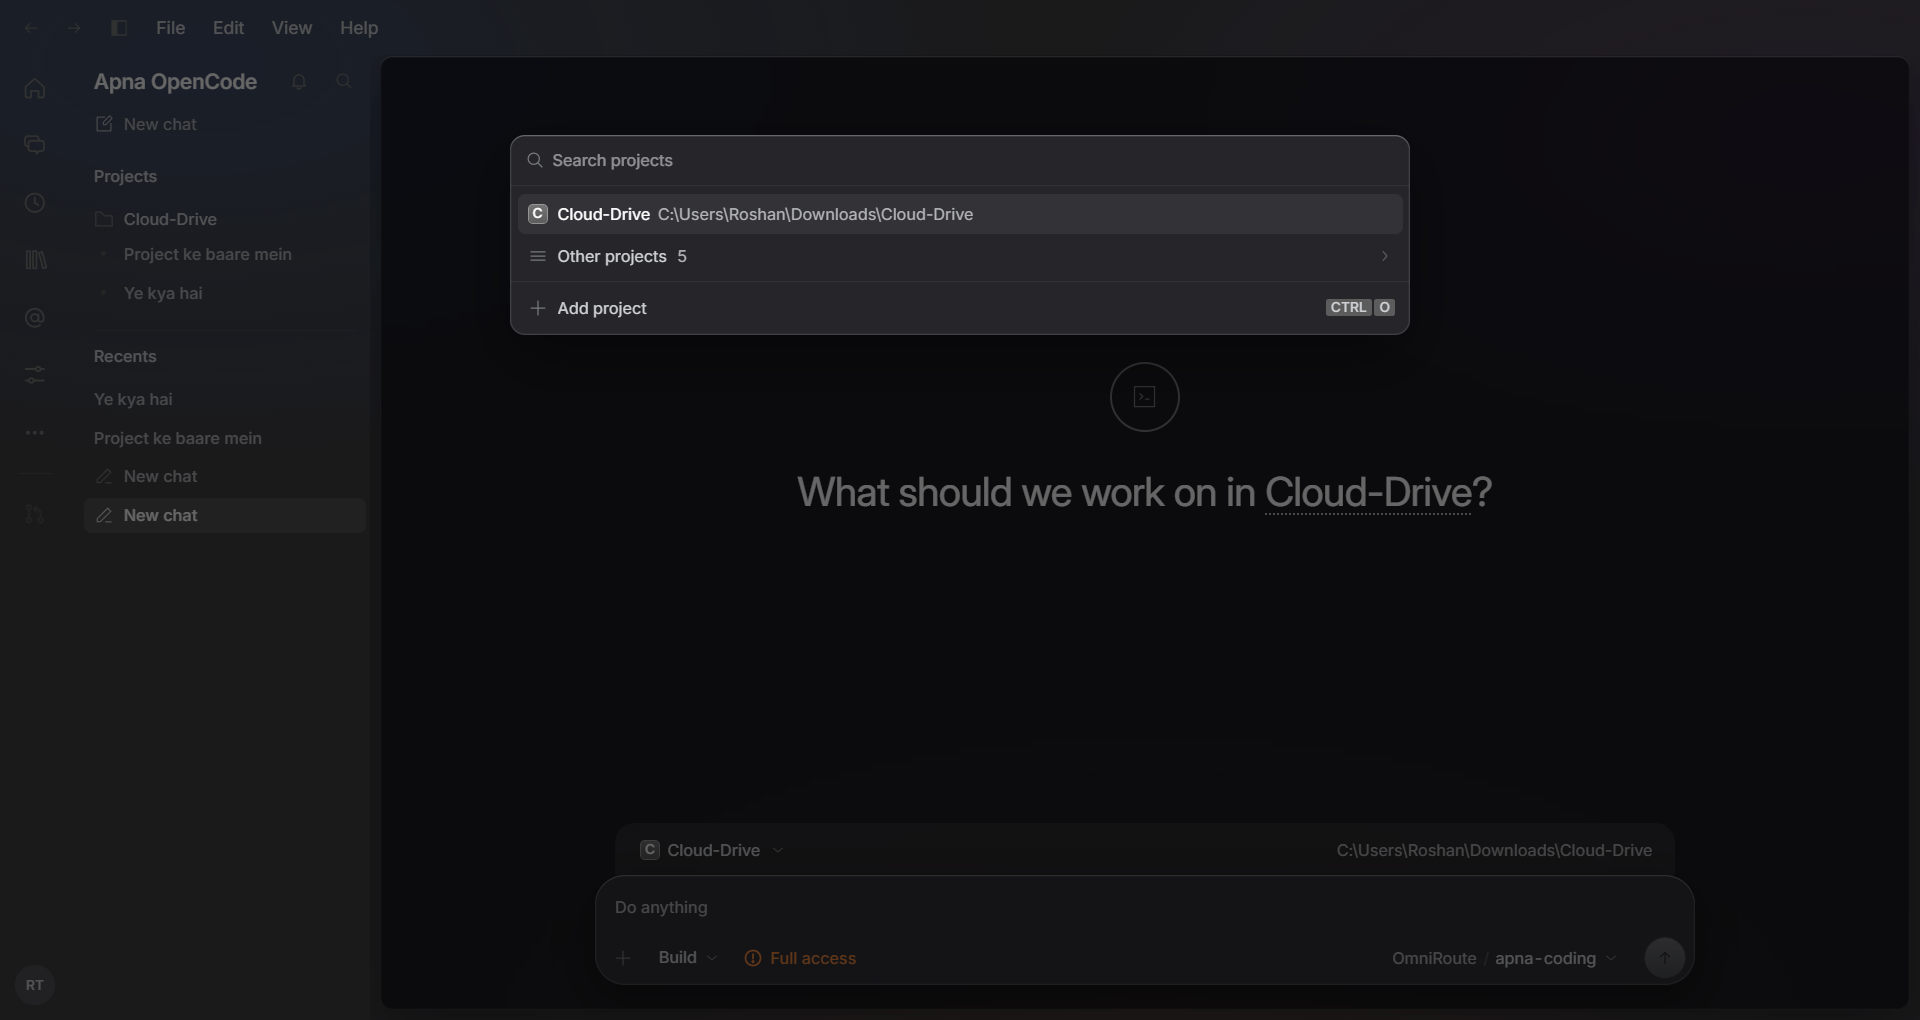 File Edit View Help
Apna OpenCode
New chat
Projects
Cloud-Drive
Project ke baare mein
Ye kya hai
Recents
Ye kya hai
Project ke baare mein
New chat
New chat
RT
Search projects
C Cloud-Drive C:\Users\Roshan\Downloads\Cloud-Drive
Other projects 5
Add project CTRL O
What should we work on in Cloud-Drive?
C Cloud-Drive C:\Users\Roshan\Downloads\Cloud-Drive
Do anything
Build Full access OmniRoute / apna-coding